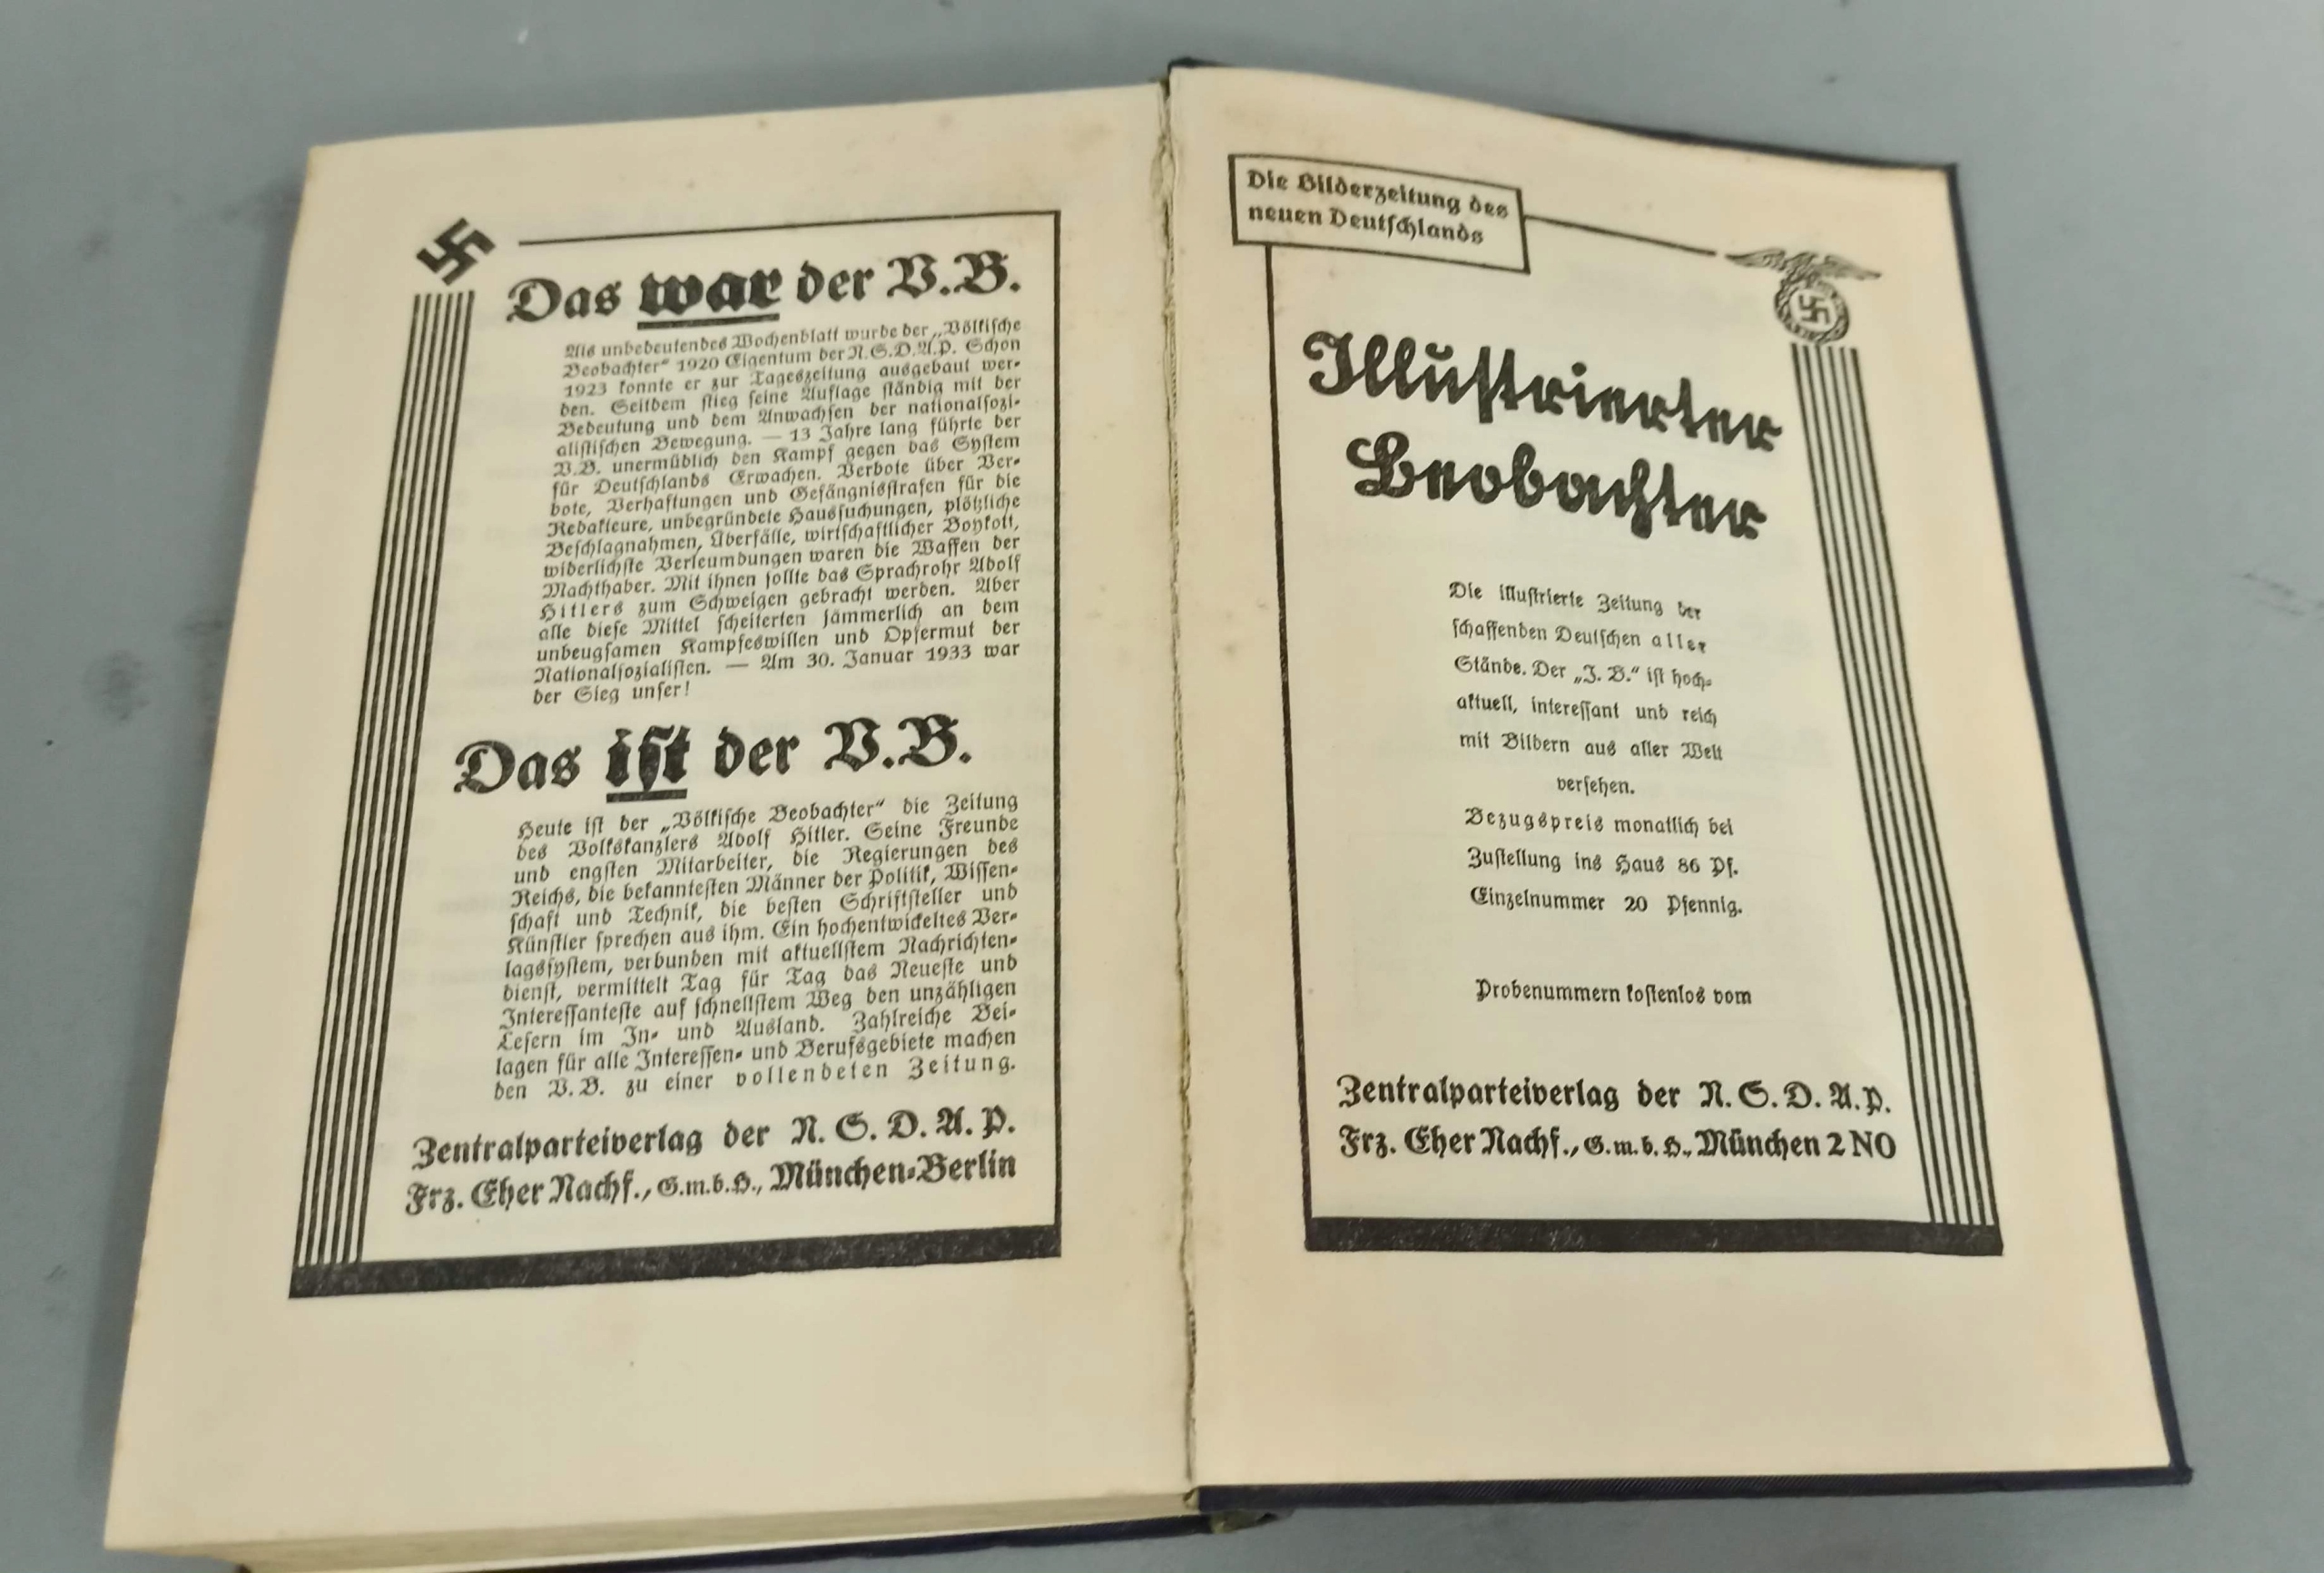 Das war der V.B.
Als unbedeutendes Wochenblatt wurde der „Völkische
Beobachter“ 1920 Eigentum der N.S.D.A.P. Schon
1923 konnte er zur Tageszeitung ausgebaut wer-
den. Seitdem stieg seine Auflage ständig mit der
Bedeutung und dem Anwachsen der nationalsozi-
alistischen Bewegung. — 13 Jahre lang führte der
V.B. unermüdlich den Kampf gegen das System
für Deutschlands Erwachen. Verbote über Ver-
bote, Verhaftungen und Gefängnisstrafen für die
Redakteure, unbegründete Haussuchungen, plötzliche
Beschlagnahmen, Überfälle, wirtschaftlicher Boykott,
widerlichste Verleumdungen waren die Waffen der
Machthaber. Mit ihnen sollte das Sprachrohr Adolf
Hitlers zum Schweigen gebracht werden. Aber
alle diese Mittel scheiterten jämmerlich an dem
unbeugsamen Kampfeswillen und Opfermut der
Nationalsozialisten. — Am 30. Januar 1933 war
der Sieg unser!
Das ist der V.B.
Heute ist der „Völkische Beobachter“ die Zeitung
des Volkskanzlers Adolf Hitler. Seine Freunde
und engsten Mitarbeiter, die Regierungen des
Reichs, die bekanntesten Männer der Politik, Wissen-
schaft und Technik, die besten Schriftsteller und
Künstler sprechen aus ihm. Ein hochentwickeltes Ver-
lagssystem, verbunden mit aktuellstem Nachrichten-
dienst, vermittelt Tag für Tag das Neueste und
Interessanteste auf schnellstem Weg den unzähligen
Lesern im In- und Ausland. Zahlreiche Bei-
lagen für alle Interessen- und Berufsgebiete machen
den V.B. zu einer vollendeten Zeitung.
Zentralparteiverlag der N.S.D.A.P.
Frz. Eher Nachf., G.m.b.H., München-Berlin
Die Bilderzeitung des
neuen Deutschlands
Illustrierter
Beobachter
Die illustrierte Zeitung der
schaffenden Deutschen aller
Stände. Der „J. B.“ ist hoch-
aktuell, interessant und reich
mit Bildern aus aller Welt
versehen.
Bezugspreis monatlich bei
Zustellung ins Haus 86 Pf.
Einzelnummer 20 Pfennig.
Probenummern kostenlos vom
Zentralparteiverlag der N.S.D.A.P.
Frz. Eher Nachf., G.m.b.H., München 2 NO